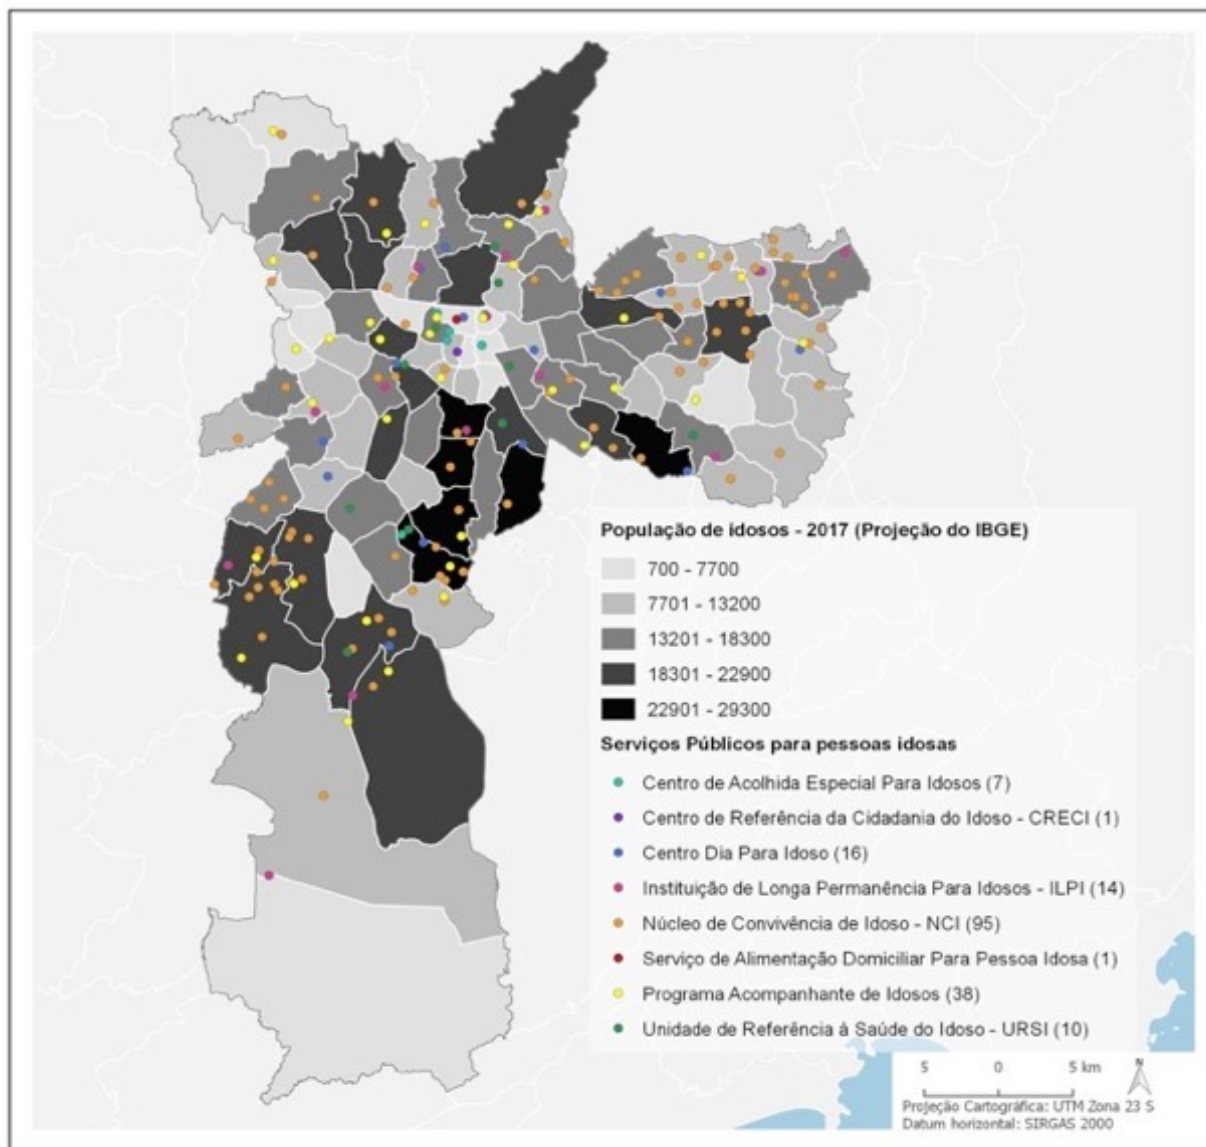 População de idosos - 2017 (Projeção do IBGE)
700 - 7700
7701 - 13200
13201 - 18300
18301 - 22900
22901 - 29300
Serviços Públicos para pessoas idosas
Centro de Acolhida Especial Para Idosos (7)
Centro de Referência da Cidadania do Idoso - CRECI (1)
Centro Dia Para Idoso (16)
Instituição de Longa Permanência Para Idosos - ILPI (14)
Núcleo de Convivência de Idoso - NCI (95)
Serviço de Alimentação Domiciliar Para Pessoa Idosa (1)
Programa Acompanhante de Idosos (38)
Unidade de Referência à Saúde do Idoso - URSI (10)
5 0 5 km
N
Projeção Cartográfica: UTM Zona 23 S
Datum horizontal: SIRGAS 2000